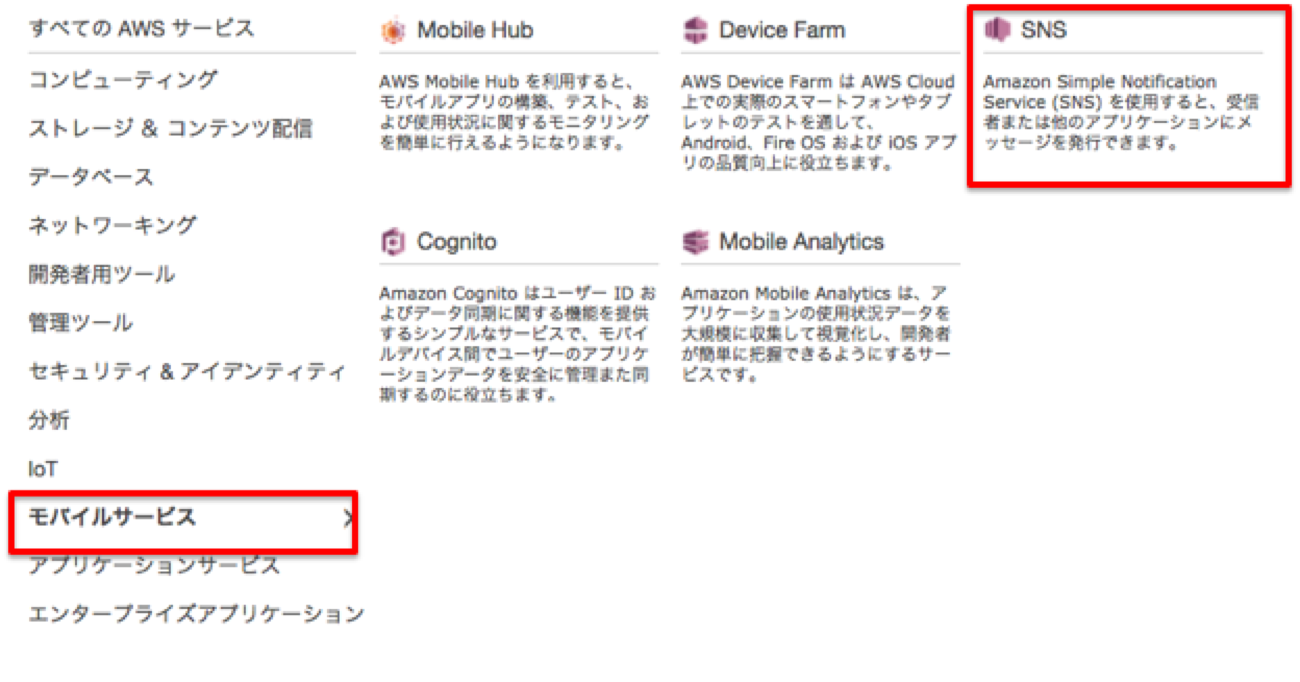 すべての AWS サービス
コンピューティング
ストレージ & コンテンツ配信
データベース
ネットワーキング
開発者用ツール
管理ツール
セキュリティ & アイデンティティ
分析
IoT
モバイルサービス
アプリケーションサービス
エンタープライズアプリケーション
Mobile Hub
AWS Mobile Hub を利用すると、
モバイルアプリの構築、テスト、お
よび使用状況に関するモニタリング
を簡単に行えるようになります。
Device Farm
AWS Device Farm は AWS Cloud
上での実際のスマートフォンやタブ
レットのテストを通して、
Android、Fire OS および iOS アプ
リの品質向上に役立ちます。
SNS
Amazon Simple Notification
Service (SNS) を使用すると、受信
者または他のアプリケーションにメ
ッセージを発行できます。
Cognito
Amazon Cognito はユーザー ID お
よびデータ同期に関する機能を提供
するシンプルなサービスで、モバイ
ルデバイス間でユーザーのアプリケ
ーションデータを安全に管理また同
期するのに役立ちます。
Mobile Analytics
Amazon Mobile Analytics は、ア
プリケーションの使用状況データを
大規模に収集して視覚化し、開発者
が簡単に把握できるようにするサー
ビスです。